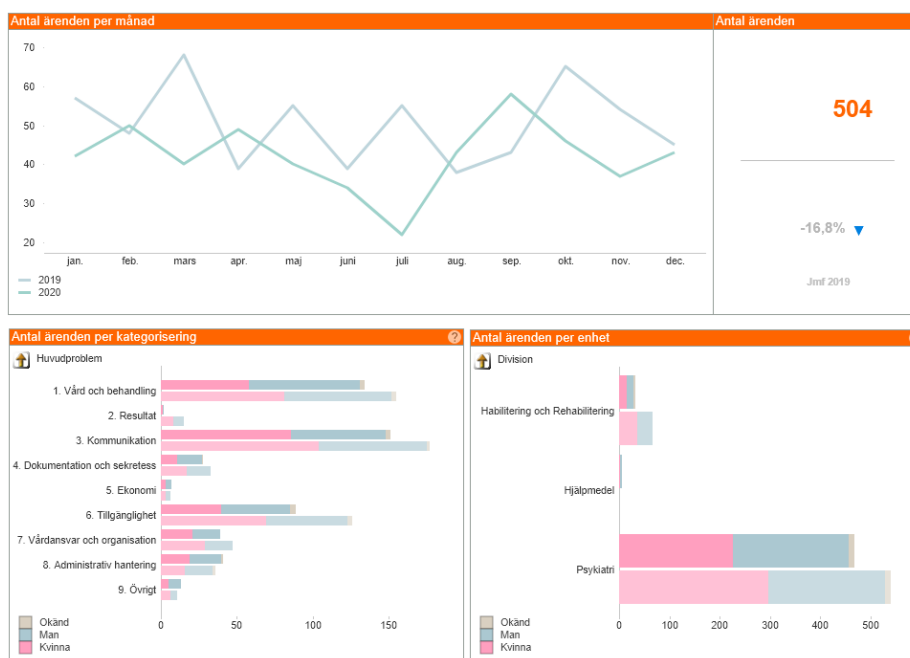 Antal ärenden per månad
Antal ärenden
70
60
50
40
30
20
jan. feb. mars apr. maj juni juli aug. sep. okt. nov. dec.
2019
2020
504
-16,8%
Jmf 2019
Antal ärenden per kategorisering
?
Huvudproblem
1. Vård och behandling
2. Resultat
3. Kommunikation
4. Dokumentation och sekretess
5. Ekonomi
6. Tillgänglighet
7. Vårdansvar och organisation
8. Administrativ hantering
9. Övrigt
0 50 100 150
Okänd
Man
Kvinna
Antal ärenden per enhet
Division
Habilitering och Rehabilitering
Hjälpmedel
Psykiatri
0 100 200 300 400 500
Okänd
Man
Kvinna